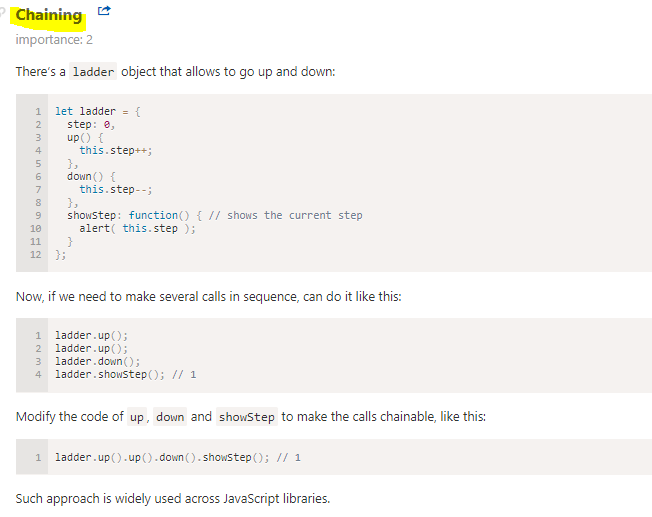 Chaining
importance: 2
There's a ladder object that allows to go up and down:
1 let ladder = {
2 step: 0,
3 up() {
4 this.step++;
5 },
6 down() {
7 this.step--;
8 },
9 showStep: function() { // shows the current step
10 alert( this.step );
11 }
12 };
Now, if we need to make several calls in sequence, can do it like this:
1 ladder.up();
2 ladder.up();
3 ladder.down();
4 ladder.showStep(); // 1
Modify the code of up, down and showStep to make the calls chainable, like this:
1 ladder.up().up().down().showStep(); // 1
Such approach is widely used across JavaScript libraries.